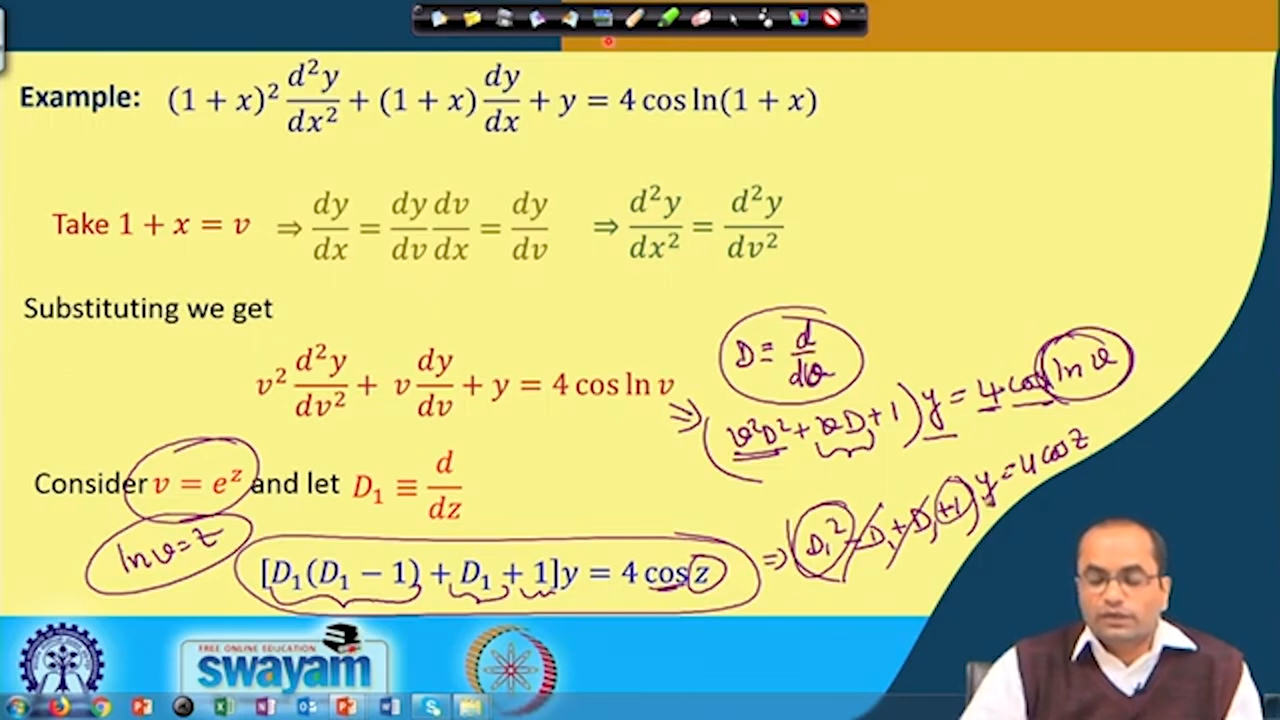 Example: (1 + x)² d²y/dx² + (1 + x) dy/dx + y = 4 cos ln(1 + x)
Take 1 + x = v ⇒ dy/dx = dy/dv dv/dx = dy/dv ⇒ d²y/dx² = d²y/dv²
Substituting we get
v² d²y/dv² + v dy/dv + y = 4 cos ln v
D ≡ d/dv
⇒ (v²D² + vD + 1) y = 4 cos ln v
Consider v = e^z and let D₁ ≡ d/dz
ln v = z
[D₁(D₁ − 1) + D₁ + 1]y = 4 cos z
⇒ (D₁² − D₁ + D₁ + 1) y = 4 cos z
FREE ONLINE EDUCATION
swayam